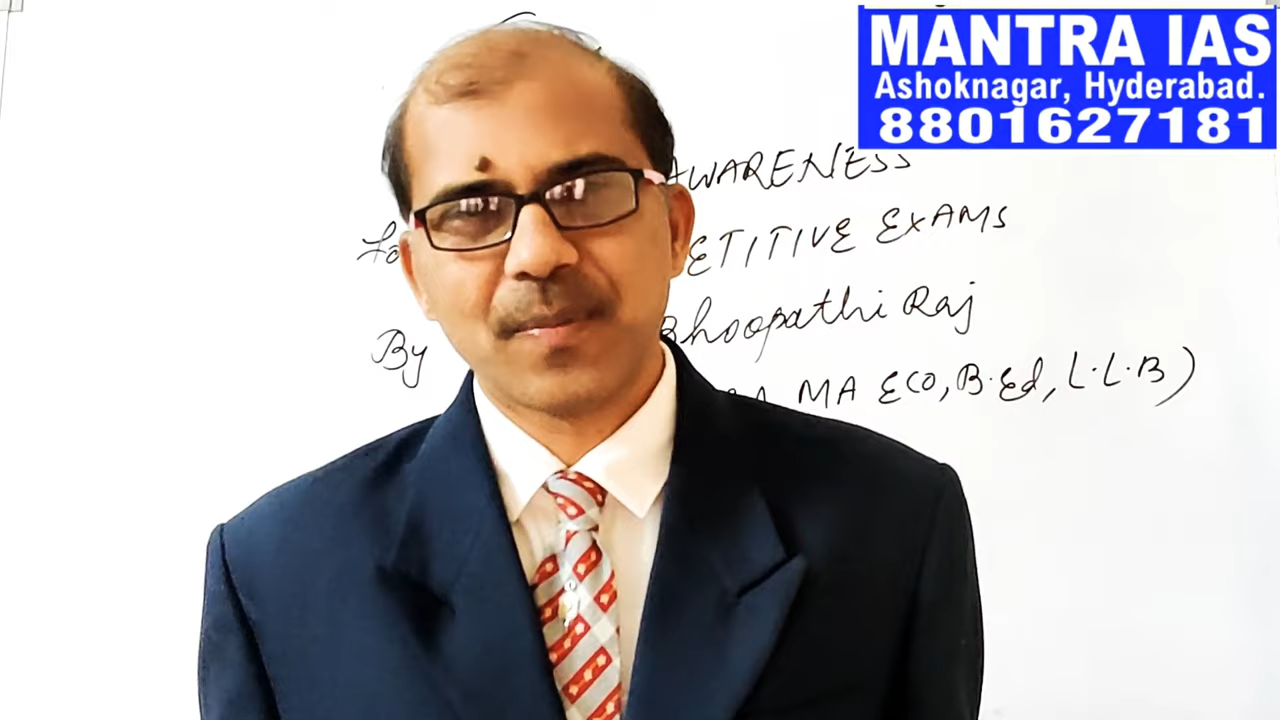 MANTRA IAS
Ashoknagar, Hyderabad.
8801627181
AWARENESS
ETITIVE EXAMS
By Bhoopathi Raj
MA ECO, B.Ed, L.L.B)